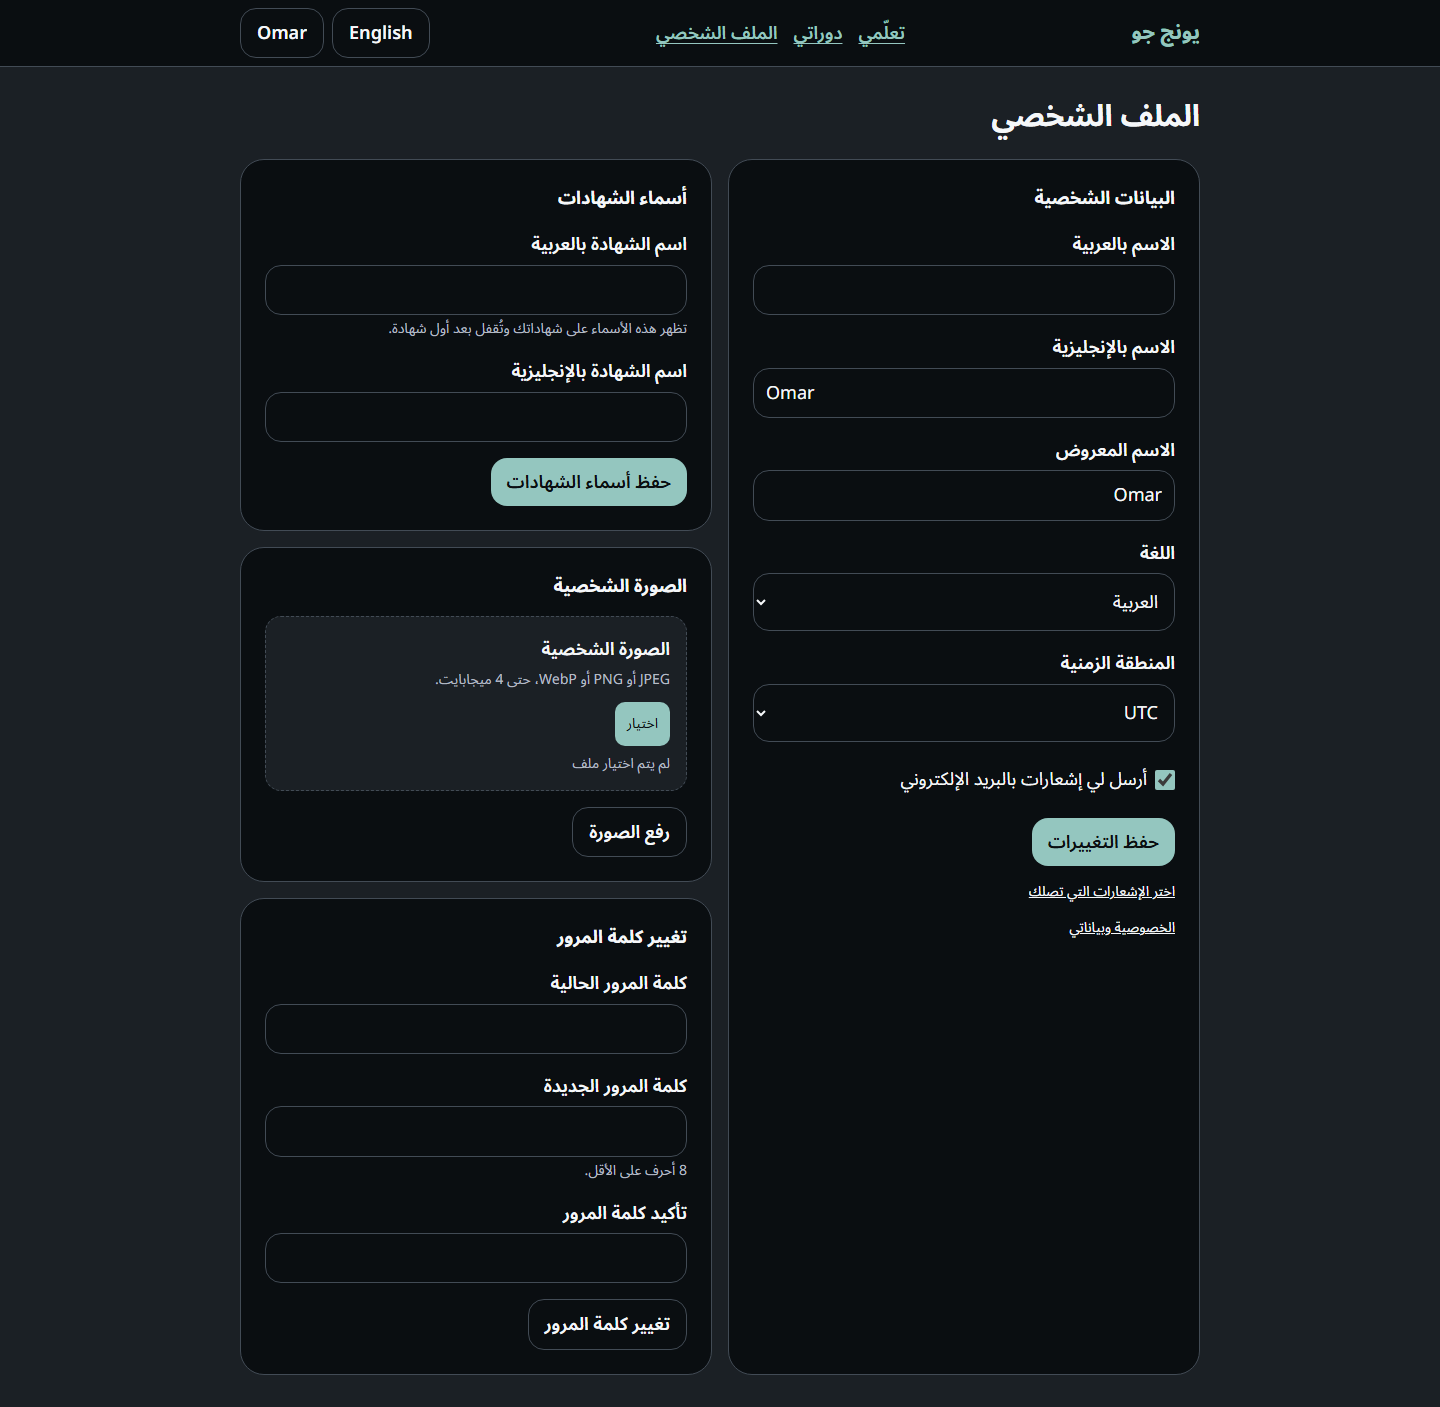 يونج جو
تعلّمي
دوراتي
الملف الشخصي
English
Omar
الملف الشخصي
البيانات الشخصية
الاسم بالعربية
الاسم بالإنجليزية
Omar
الاسم المعروض
Omar
اللغة
العربية
المنطقة الزمنية
UTC
أرسل لي إشعارات بالبريد الإلكتروني
حفظ التغييرات
اختر الإشعارات التي تصلك
الخصوصية وبياناتي
أسماء الشهادات
اسم الشهادة بالعربية
تظهر هذه الأسماء على شهاداتك وتُقفل بعد أول شهادة.
اسم الشهادة بالإنجليزية
حفظ أسماء الشهادات
الصورة الشخصية
الصورة الشخصية
JPEG أو PNG أو WebP، حتى 4 ميجابايت.
اختيار
لم يتم اختيار ملف
رفع الصورة
تغيير كلمة المرور
كلمة المرور الحالية
كلمة المرور الجديدة
8 أحرف على الأقل.
تأكيد كلمة المرور
تغيير كلمة المرور